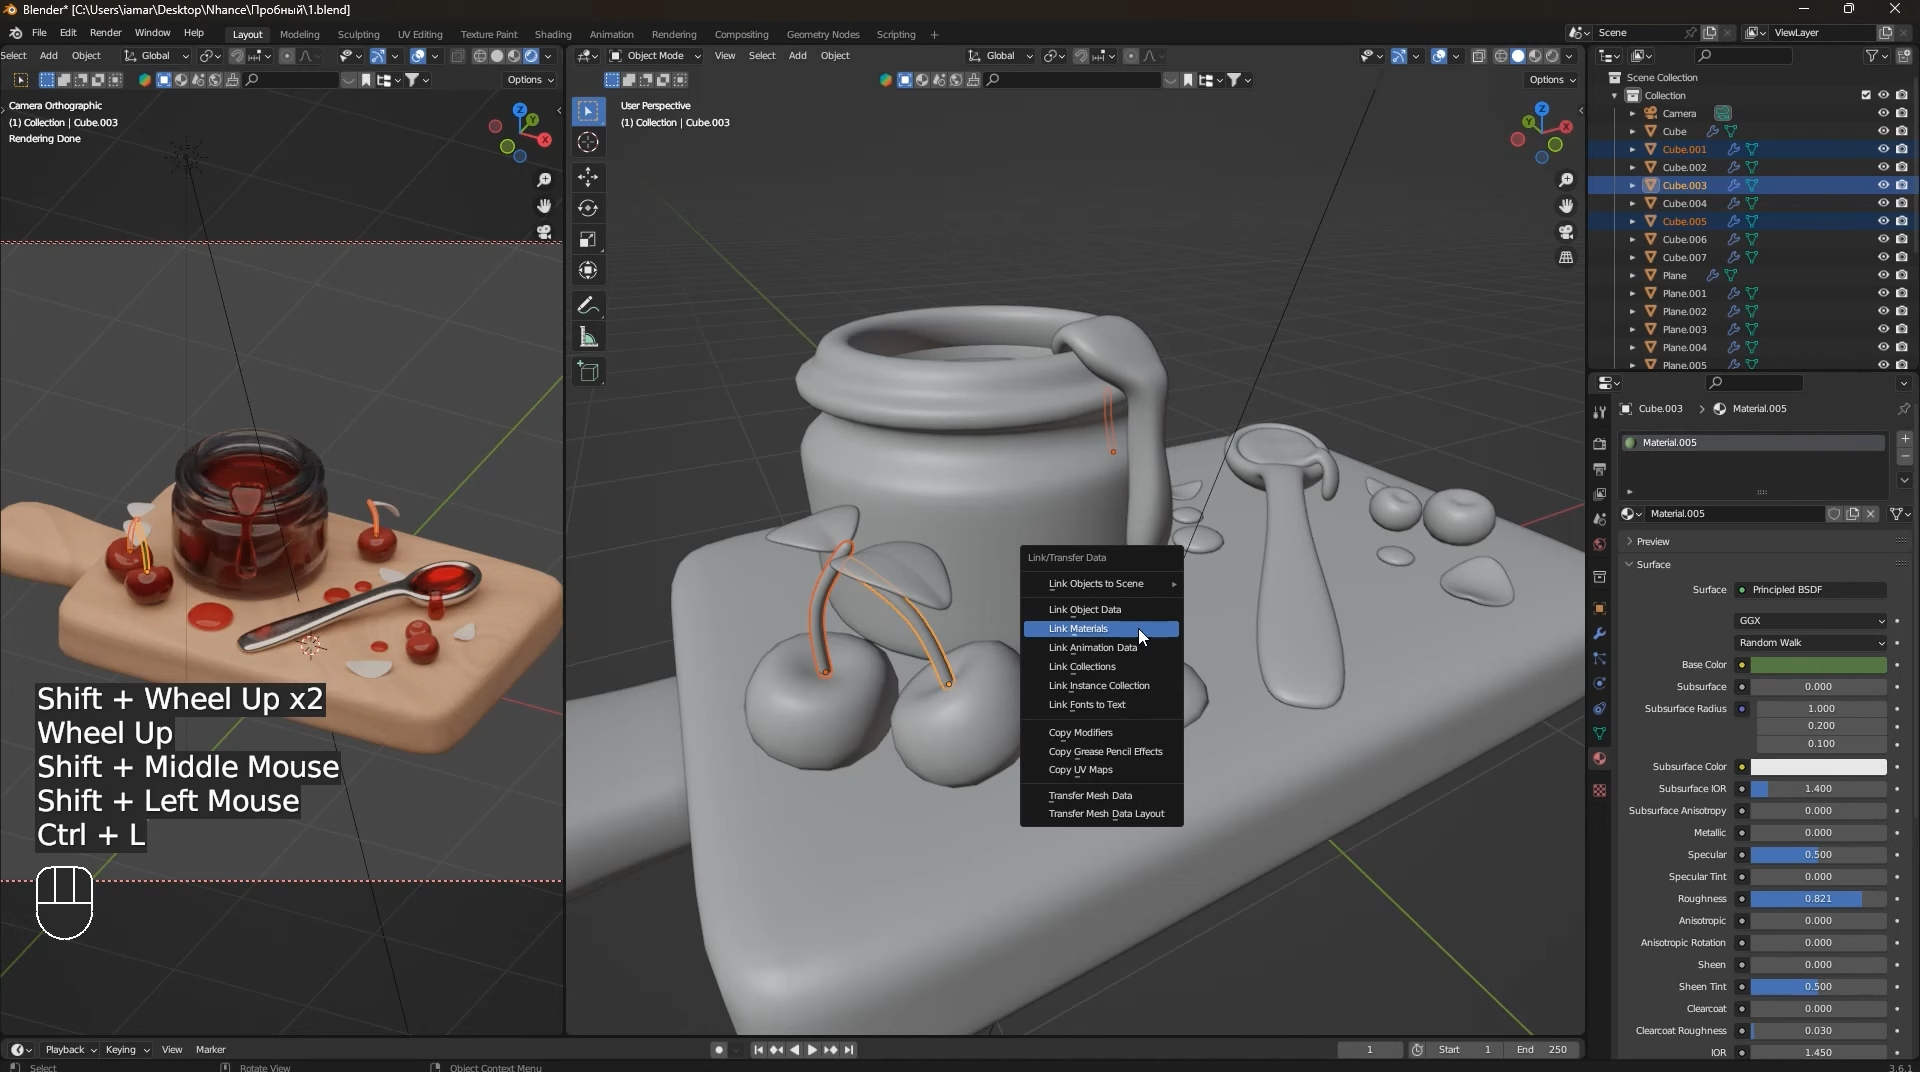 Blender* [C:\Users\iamar\Desktop\Nhance\Пробный\1.blend]
File Edit Render Window Help Layout Modeling Sculpting UV Editing Texture Paint Shading Animation Rendering Compositing Geometry Nodes Scripting + Scene ViewLayer
Select Add Object Global
Object Mode View Select Add Object Global
Options
Options
Camera Orthographic
(1) Collection | Cube.003
Rendering Done
User Perspective
(1) Collection | Cube.003
Z
Y
X
Z
Y
X
Scene Collection
Collection
Camera
Cube
Cube.001
Cube.002
Cube.003
Cube.004
Cube.005
Cube.006
Cube.007
Plane
Plane.001
Plane.002
Plane.003
Plane.004
Plane.005
Link/Transfer Data
Link Objects to Scene
Link Object Data
Link Materials
Link Animation Data
Link Collections
Link Instance Collection
Link Fonts to Text
Copy Modifiers
Copy Grease Pencil Effects
Copy UV Maps
Transfer Mesh Data
Transfer Mesh Data Layout
Shift + Wheel Up x2
Wheel Up
Shift + Middle Mouse
Shift + Left Mouse
Ctrl + L
Cube.003 Material.005
Material.005
Material.005
Preview
Surface
Surface Principled BSDF
GGX
Random Walk
Base Color
Subsurface 0.000
Subsurface Radius 1.000
0.200
0.100
Subsurface Color
Subsurface IOR 1.400
Subsurface Anisotropy 0.000
Metallic 0.000
Specular 0.500
Specular Tint 0.000
Roughness 0.821
Anisotropic 0.000
Anisotropic Rotation 0.000
Sheen 0.000
Sheen Tint 0.500
Clearcoat 0.000
Clearcoat Roughness 0.030
IOR 1.450
Playback Keying View Marker 1 Start 1 End 250
Select Rotate View Object Context Menu 3.6.1